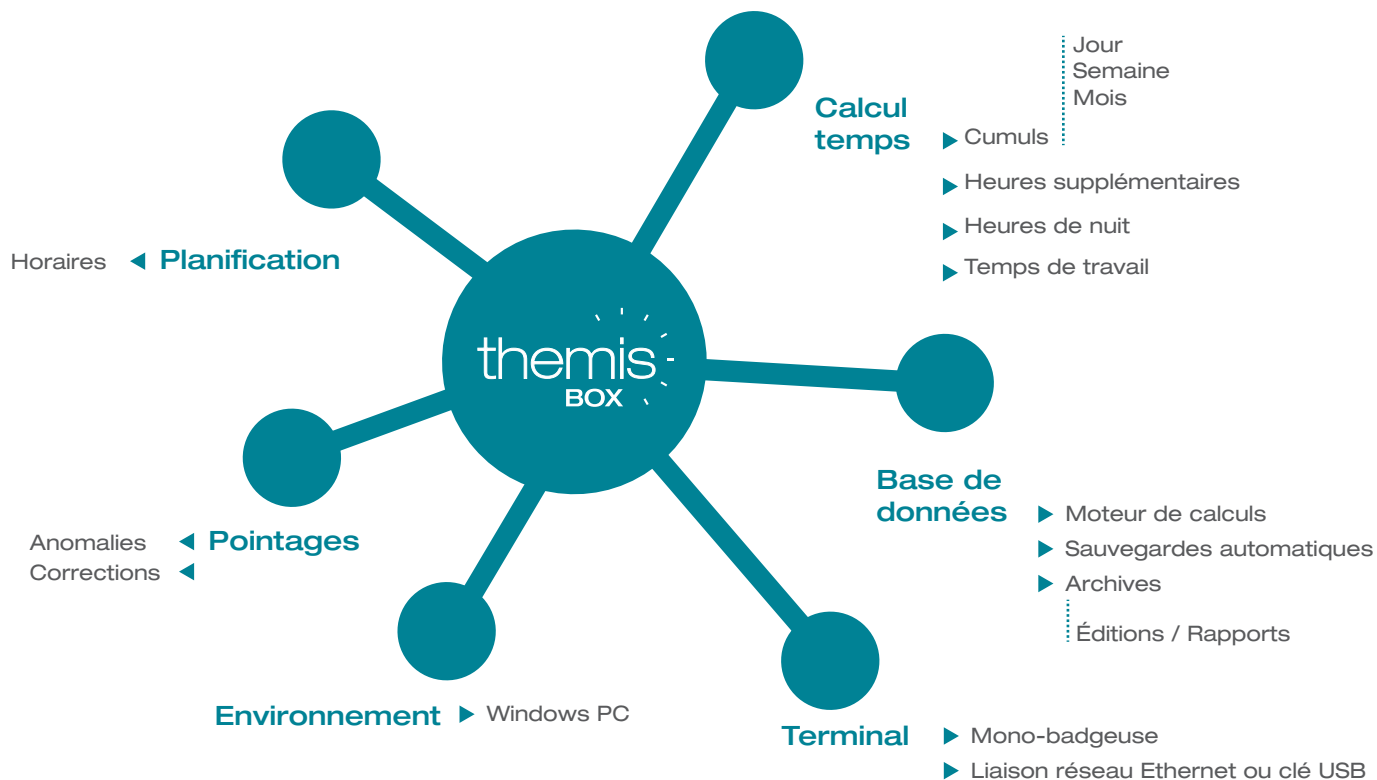 Jour
Semaine
Mois
Calcul
temps
Cumuls
Heures supplémentaires
Heures de nuit
Temps de travail
Horaires
Planification
themis
BOX
Base de
données
Moteur de calculs
Sauvegardes automatiques
Archives
Éditions / Rapports
Anomalies
Pointages
Corrections
Environnement
Windows PC
Terminal
Mono-badgeuse
Liaison réseau Ethernet ou clé USB